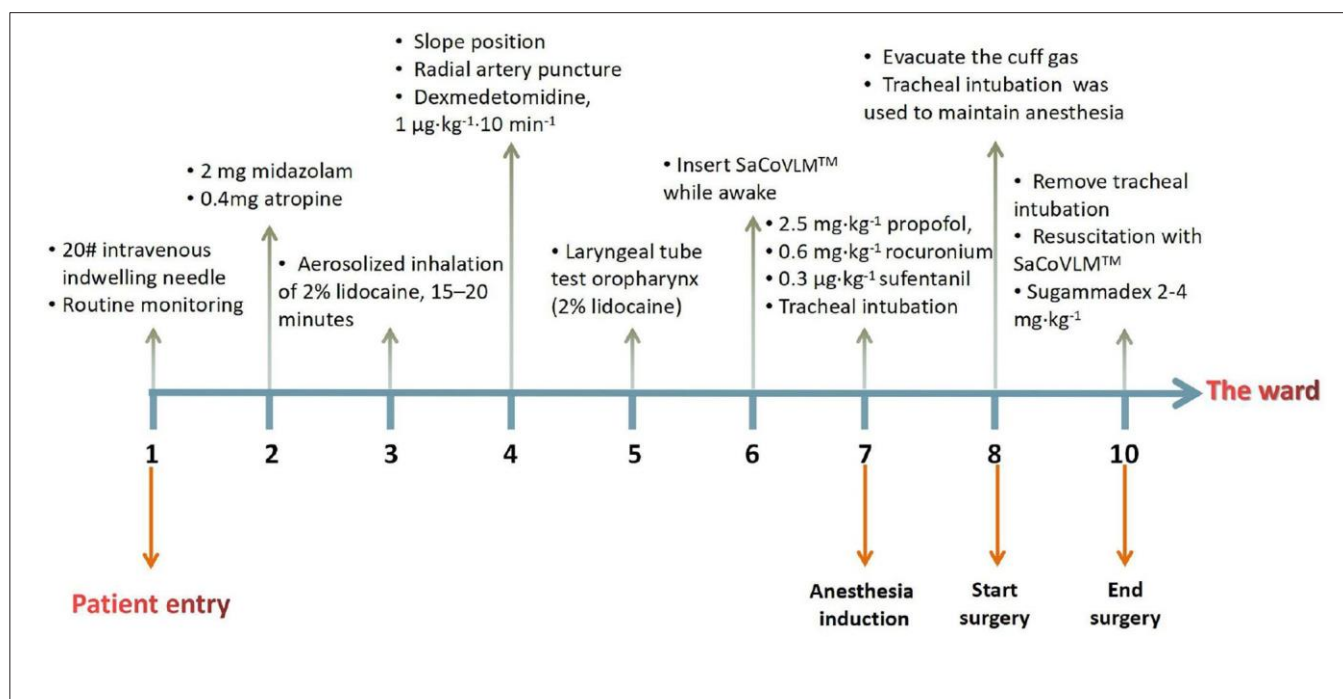 • 20# intravenous
indwelling needle
• Routine monitoring
• 2 mg midazolam
• 0.4mg atropine
• Aerosolized inhalation
of 2% lidocaine, 15–20
minutes
• Slope position
• Radial artery puncture
• Dexmedetomidine,
1 µg·kg⁻¹·10 min⁻¹
• Laryngeal tube
test oropharynx
(2% lidocaine)
• Insert SaCoVLM™
while awake
• 2.5 mg·kg⁻¹ propofol,
• 0.6 mg·kg⁻¹ rocuronium
• 0.3 µg·kg⁻¹ sufentanil
• Tracheal intubation
• Evacuate the cuff gas
• Tracheal intubation was
used to maintain anesthesia
• Remove tracheal
intubation
• Resuscitation with
SaCoVLM™
• Sugammadex 2-4
mg·kg⁻¹
The ward
1 2 3 4 5 6 7 8 10
Patient entry
Anesthesia
induction
Start
surgery
End
surgery